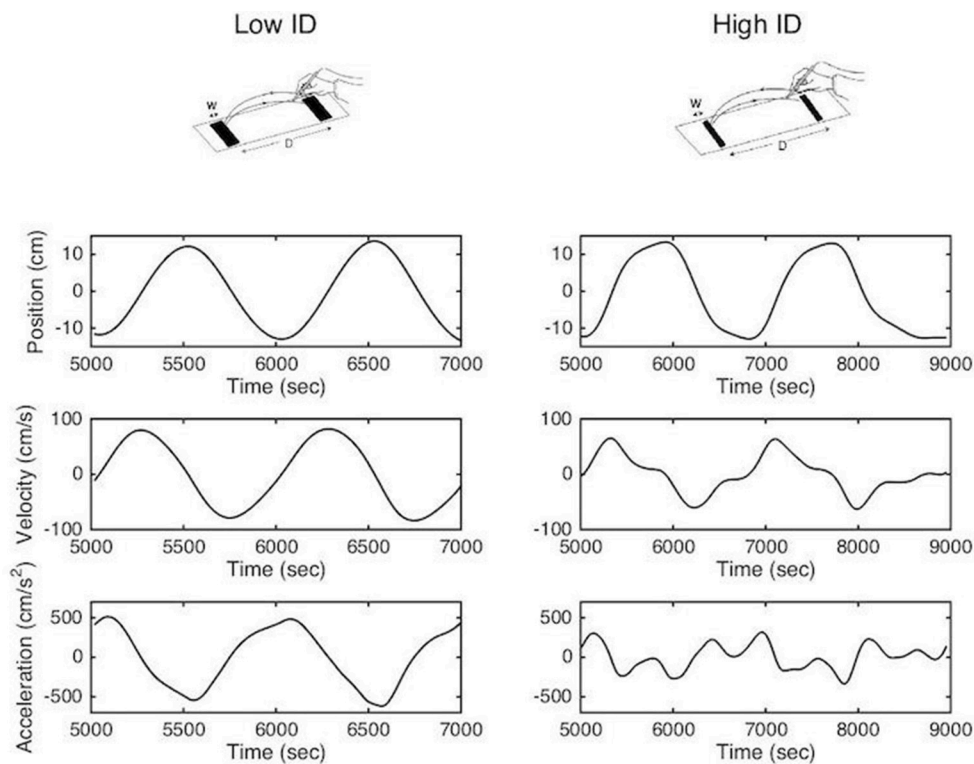 Low ID
High ID
W
D
W
D
Position (cm)
10
0
-10
5000 5500 6000 6500 7000
Time (sec)
10
0
-10
5000 6000 7000 8000 9000
Time (sec)
Velocity (cm/s)
100
0
-100
5000 5500 6000 6500 7000
Time (sec)
100
0
-100
5000 6000 7000 8000 9000
Time (sec)
Acceleration (cm/s²)
500
0
-500
5000 5500 6000 6500 7000
Time (sec)
500
0
-500
5000 6000 7000 8000 9000
Time (sec)